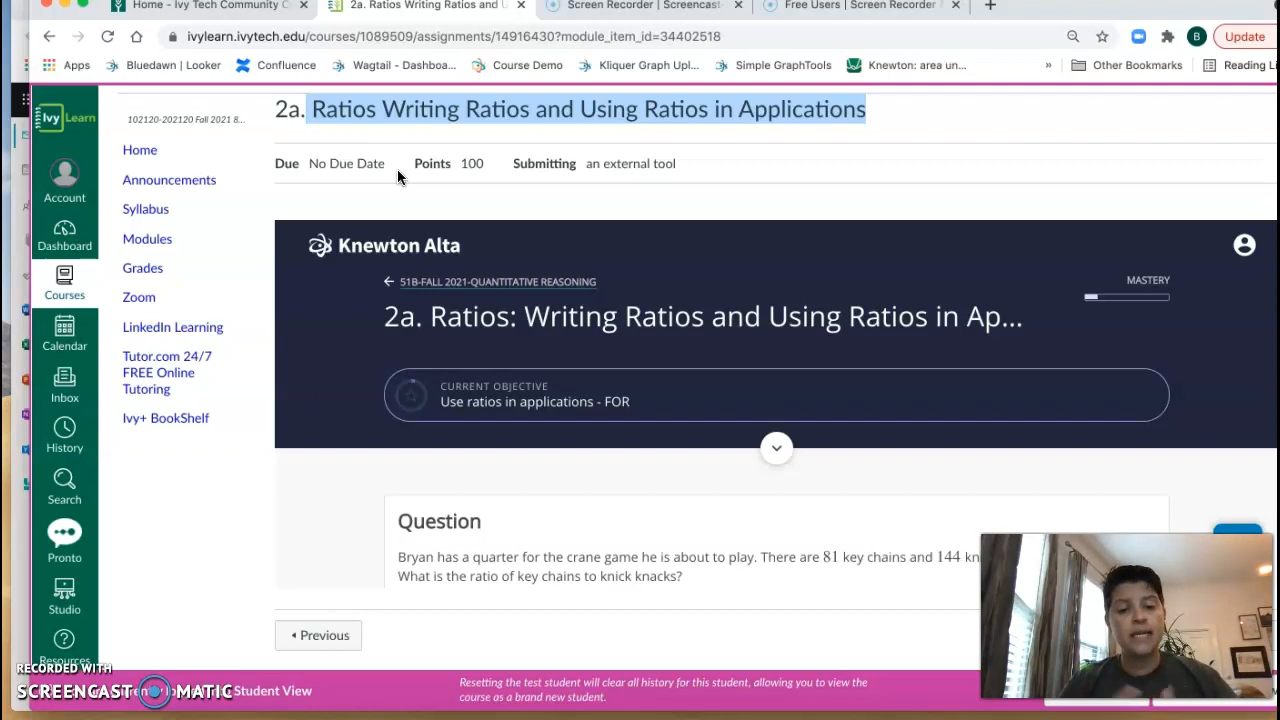 Home - Ivy Tech Community C
2a. Ratios Writing Ratios and U
Screen Recorder | Screencast-
Free Users | Screen Recorder
ivylearn.ivytech.edu/courses/1089509/assignments/14916430?module_item_id=34402518
B
Update
Apps
Bluedawn | Looker
Confluence
Wagtail - Dashboa...
Course Demo
Kliquer Graph Upl...
Simple GraphTools
Knewton: area un...
»
Other Bookmarks
Reading Li
Ivy Learn
Account
Dashboard
Courses
Calendar
Inbox
History
Search
Pronto
Studio
Resources
102120-202120 Fall 2021 8...
Home
Announcements
Syllabus
Modules
Grades
Zoom
LinkedIn Learning
Tutor.com 24/7
FREE Online
Tutoring
Ivy+ BookShelf
2a. Ratios Writing Ratios and Using Ratios in Applications
Due No Due Date Points 100 Submitting an external tool
Knewton Alta
51B-FALL 2021-QUANTITATIVE REASONING
MASTERY
2a. Ratios: Writing Ratios and Using Ratios in Ap...
CURRENT OBJECTIVE
Use ratios in applications - FOR
Question
Bryan has a quarter for the crane game he is about to play. There are 81 key chains and 144 kn
What is the ratio of key chains to knick knacks?
Previous
RECORDED WITH
SCREENCAST MATIC
Student View
Resetting the test student will clear all history for this student, allowing you to view the
course as a brand new student.